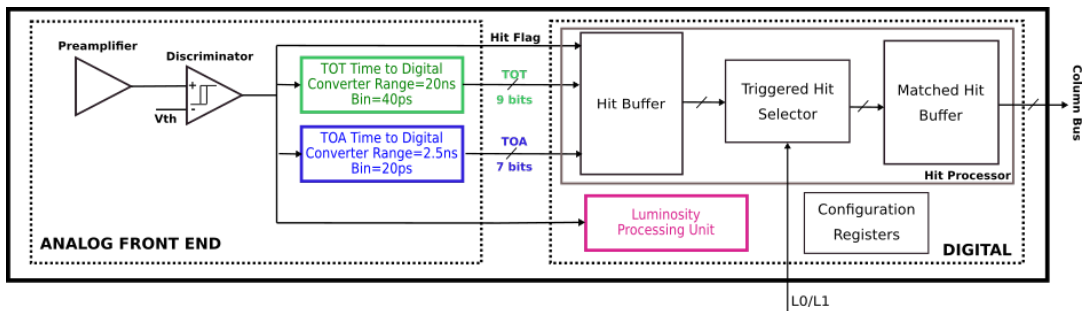 Preamplifier
Discriminator
Vth
Hit Flag
TOT Time to Digital
Converter Range=20ns
Bin=40ps
TOT
9 bits
TOA Time to Digital
Converter Range=2.5ns
Bin=20ps
TOA
7 bits
Hit Buffer
Triggered Hit
Selector
Matched Hit
Buffer
Hit Processor
Column Bus
Luminosity
Processing Unit
Configuration
Registers
ANALOG FRONT END
DIGITAL
L0/L1